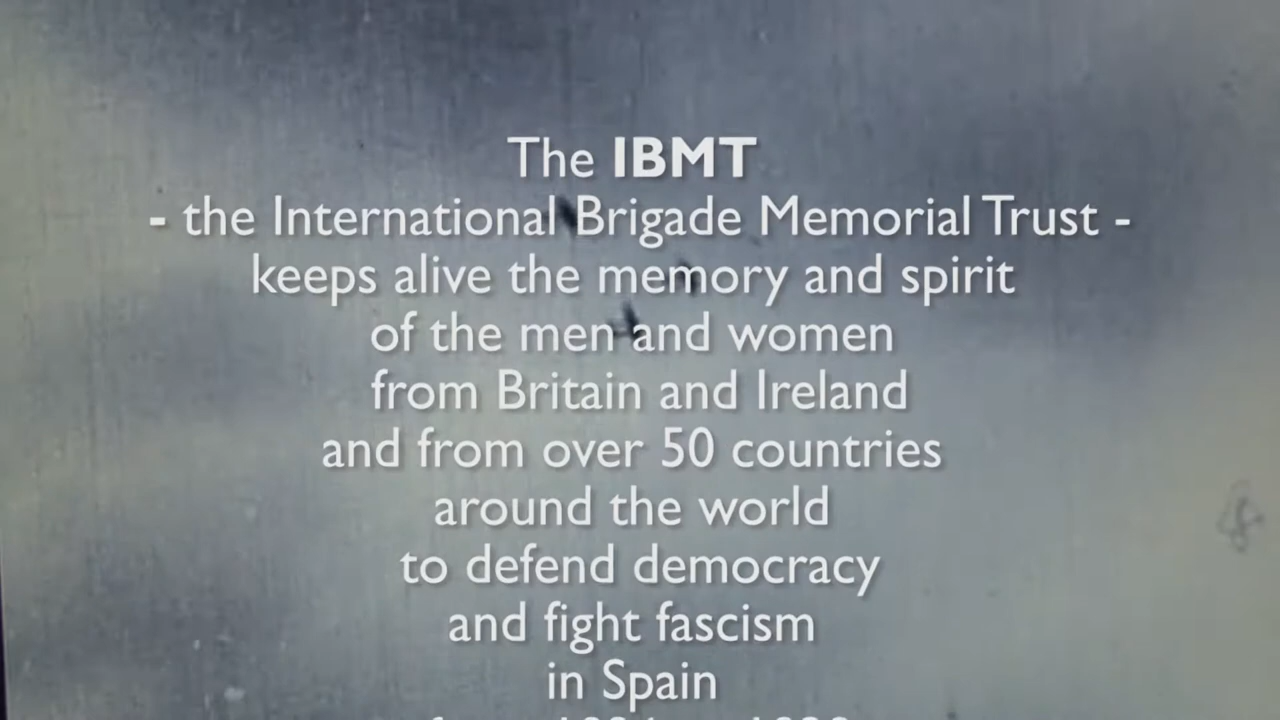 The IBMT
- the International Brigade Memorial Trust -
keeps alive the memory and spirit
of the men and women
from Britain and Ireland
and from over 50 countries
around the world
to defend democracy
and fight fascism
in Spain